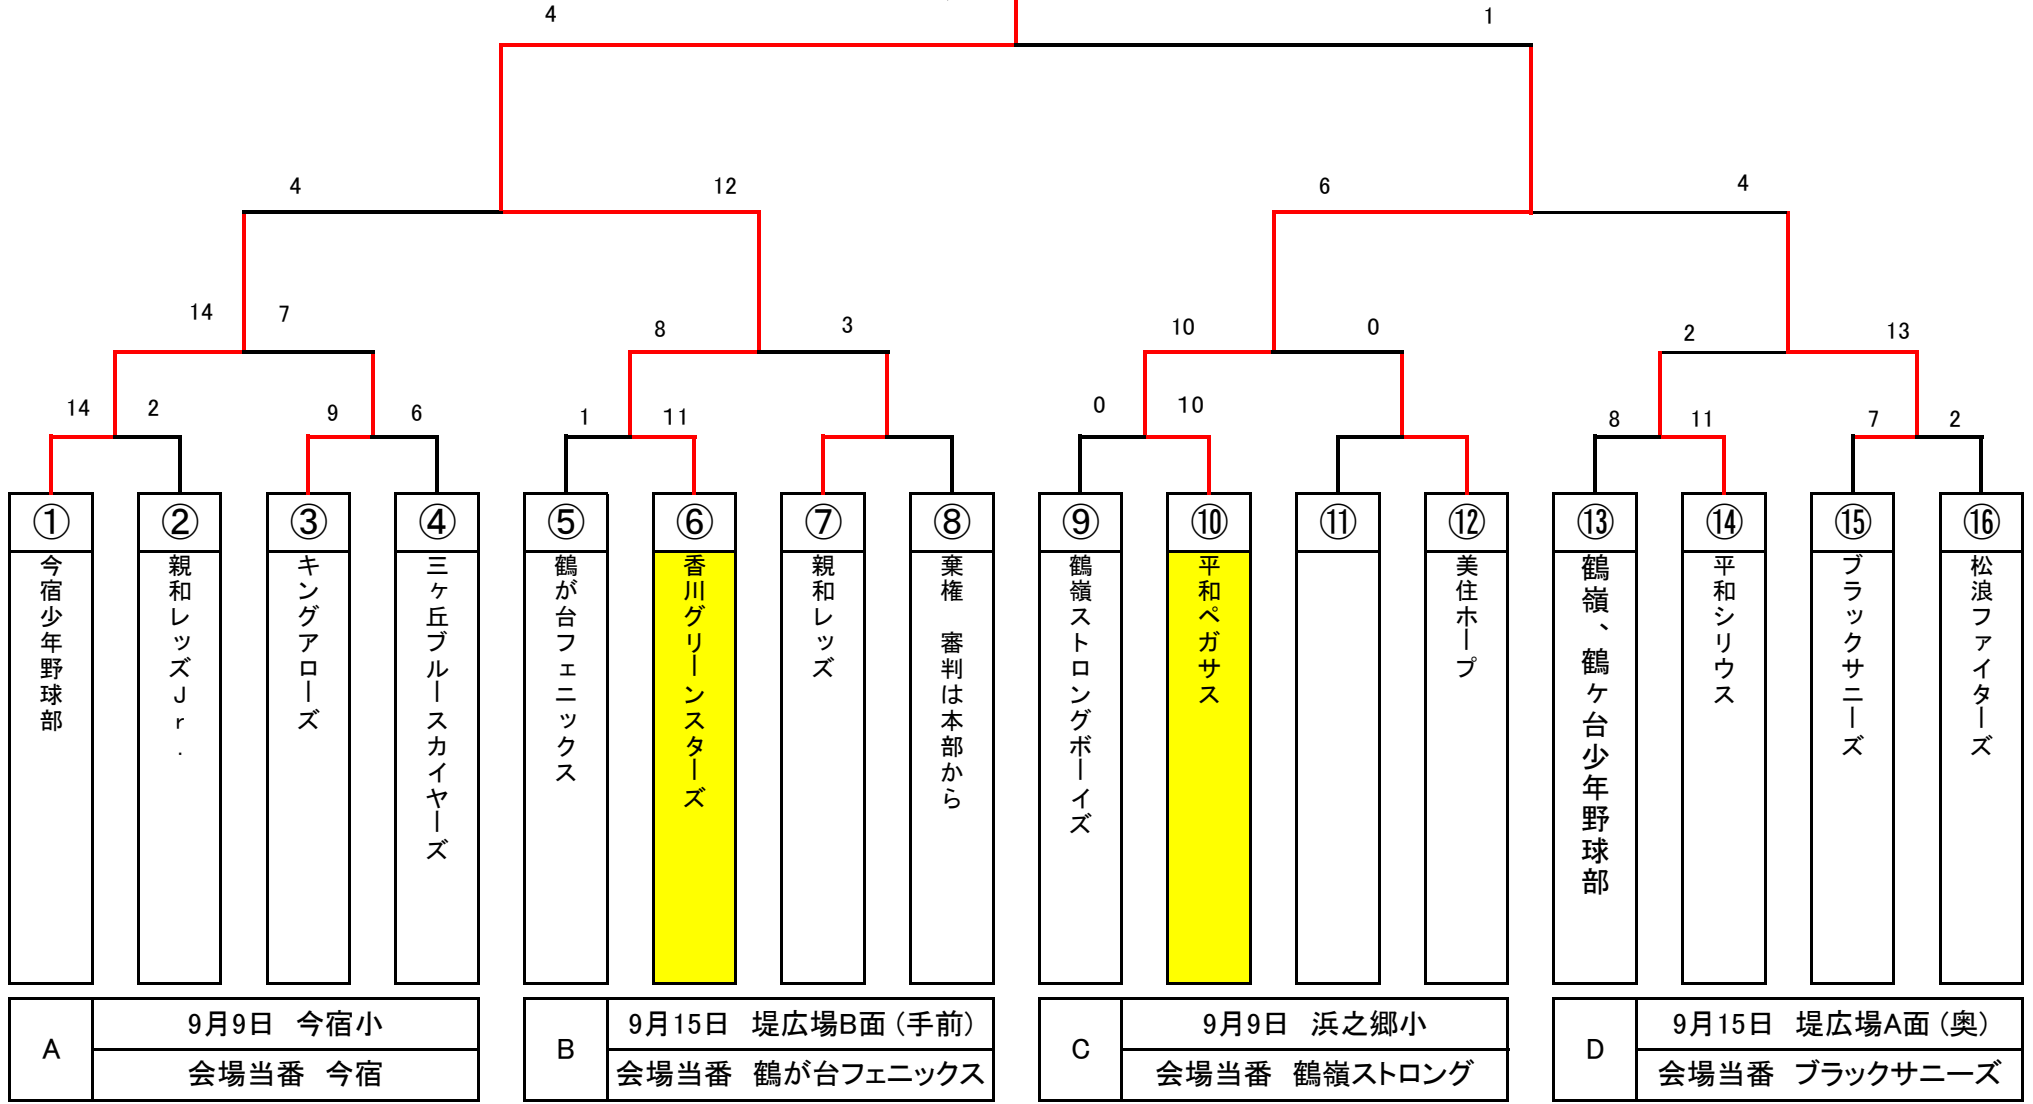 4 1
4 12 6 4
14 7 8 3 10 0 2 13
14 2 9 6 1 11 0 10 8 11 7 2
① ② ③ ④ ⑤ ⑥ ⑦ ⑧ ⑨ ⑩ ⑪ ⑫ ⑬ ⑭ ⑮ ⑯
今宿少年野球部
親和レッズJr.
キングアローズ
三ヶ丘ブルースカイヤーズ
鶴が台フェニックス
香川グリーンスターズ
親和レッズ
棄権 審判は本部から
鶴嶺ストロングボーイズ
平和ペガサス
美住ホープ
鶴嶺、鶴ヶ台少年野球部
平和シリウス
ブラックサニーズ
松浪ファイターズ
A
9月9日 今宿小
会場当番 今宿
B
9月15日 堤広場B面(手前)
会場当番 鶴が台フェニックス
C
9月9日 浜之郷小
会場当番 鶴嶺ストロング
D
9月15日 堤広場A面(奥)
会場当番 ブラックサニーズ